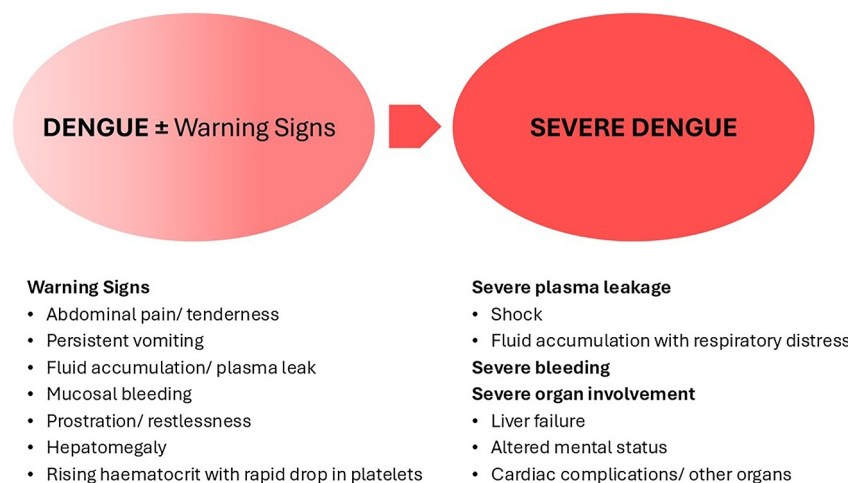 DENGUE ± Warning Signs
SEVERE DENGUE
Warning Signs
• Abdominal pain/ tenderness
• Persistent vomiting
• Fluid accumulation/ plasma leak
• Mucosal bleeding
• Prostration/ restlessness
• Hepatomegaly
• Rising haematocrit with rapid drop in platelets
Severe plasma leakage
• Shock
• Fluid accumulation with respiratory distress
Severe bleeding
Severe organ involvement
• Liver failure
• Altered mental status
• Cardiac complications/ other organs